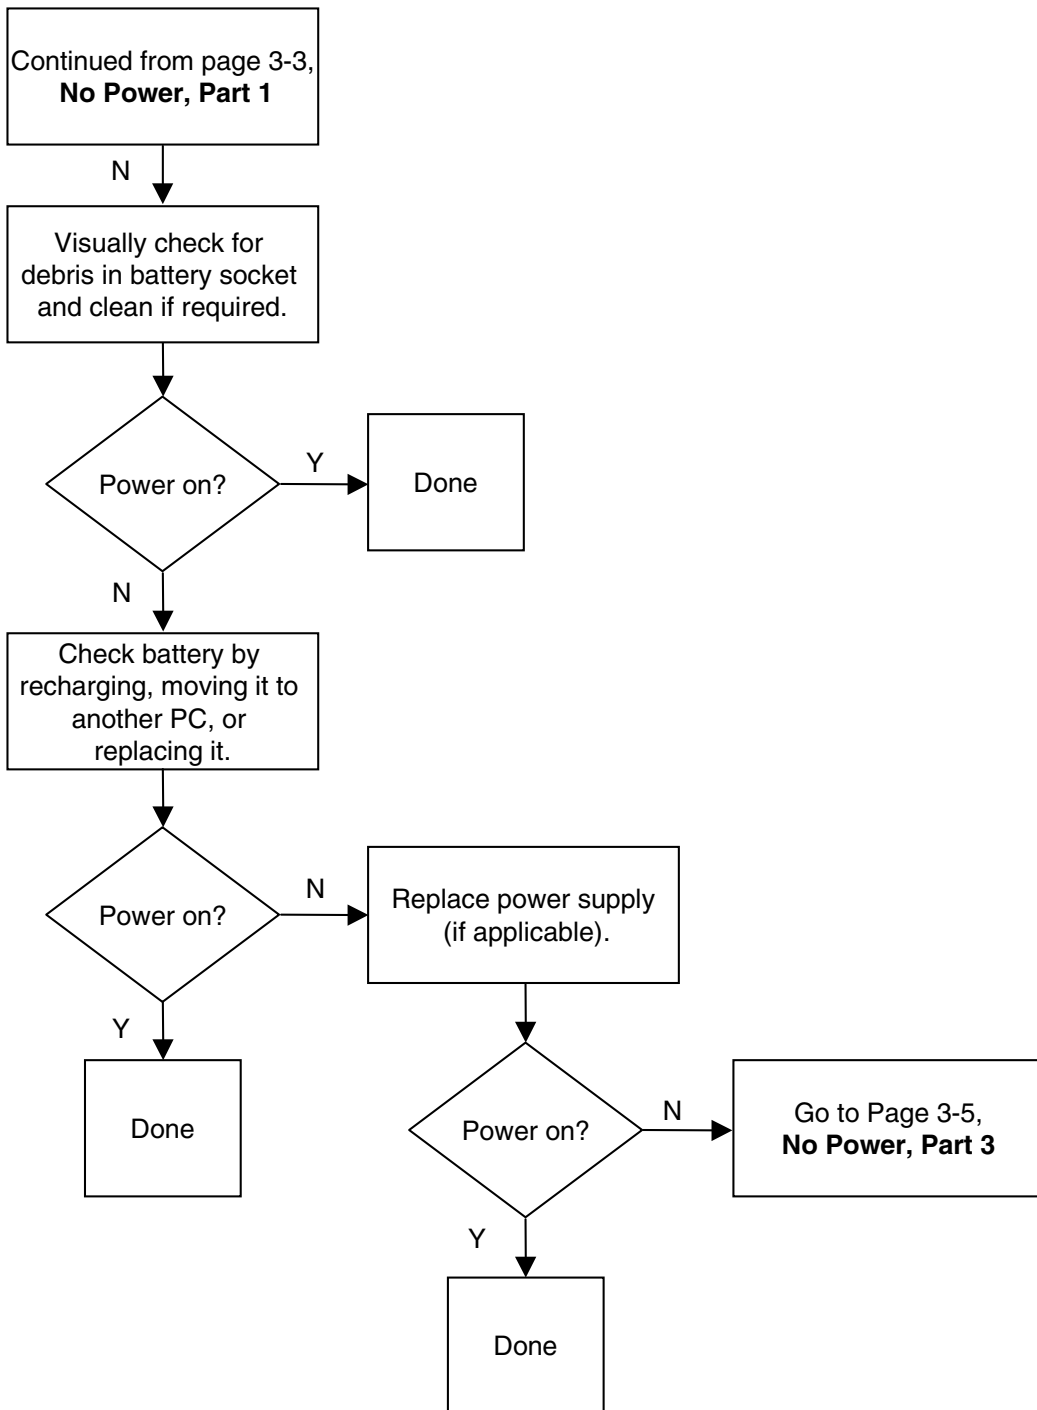 Continued from page 3-3,
No Power, Part 1
N
Visually check for
debris in battery socket
and clean if required.
Power on?
Y
Done
N
Check battery by
recharging, moving it to
another PC, or
replacing it.
Power on?
N
Replace power supply
(if applicable).
Y
Done
Power on?
N
Go to Page 3-5,
No Power, Part 3
Y
Done